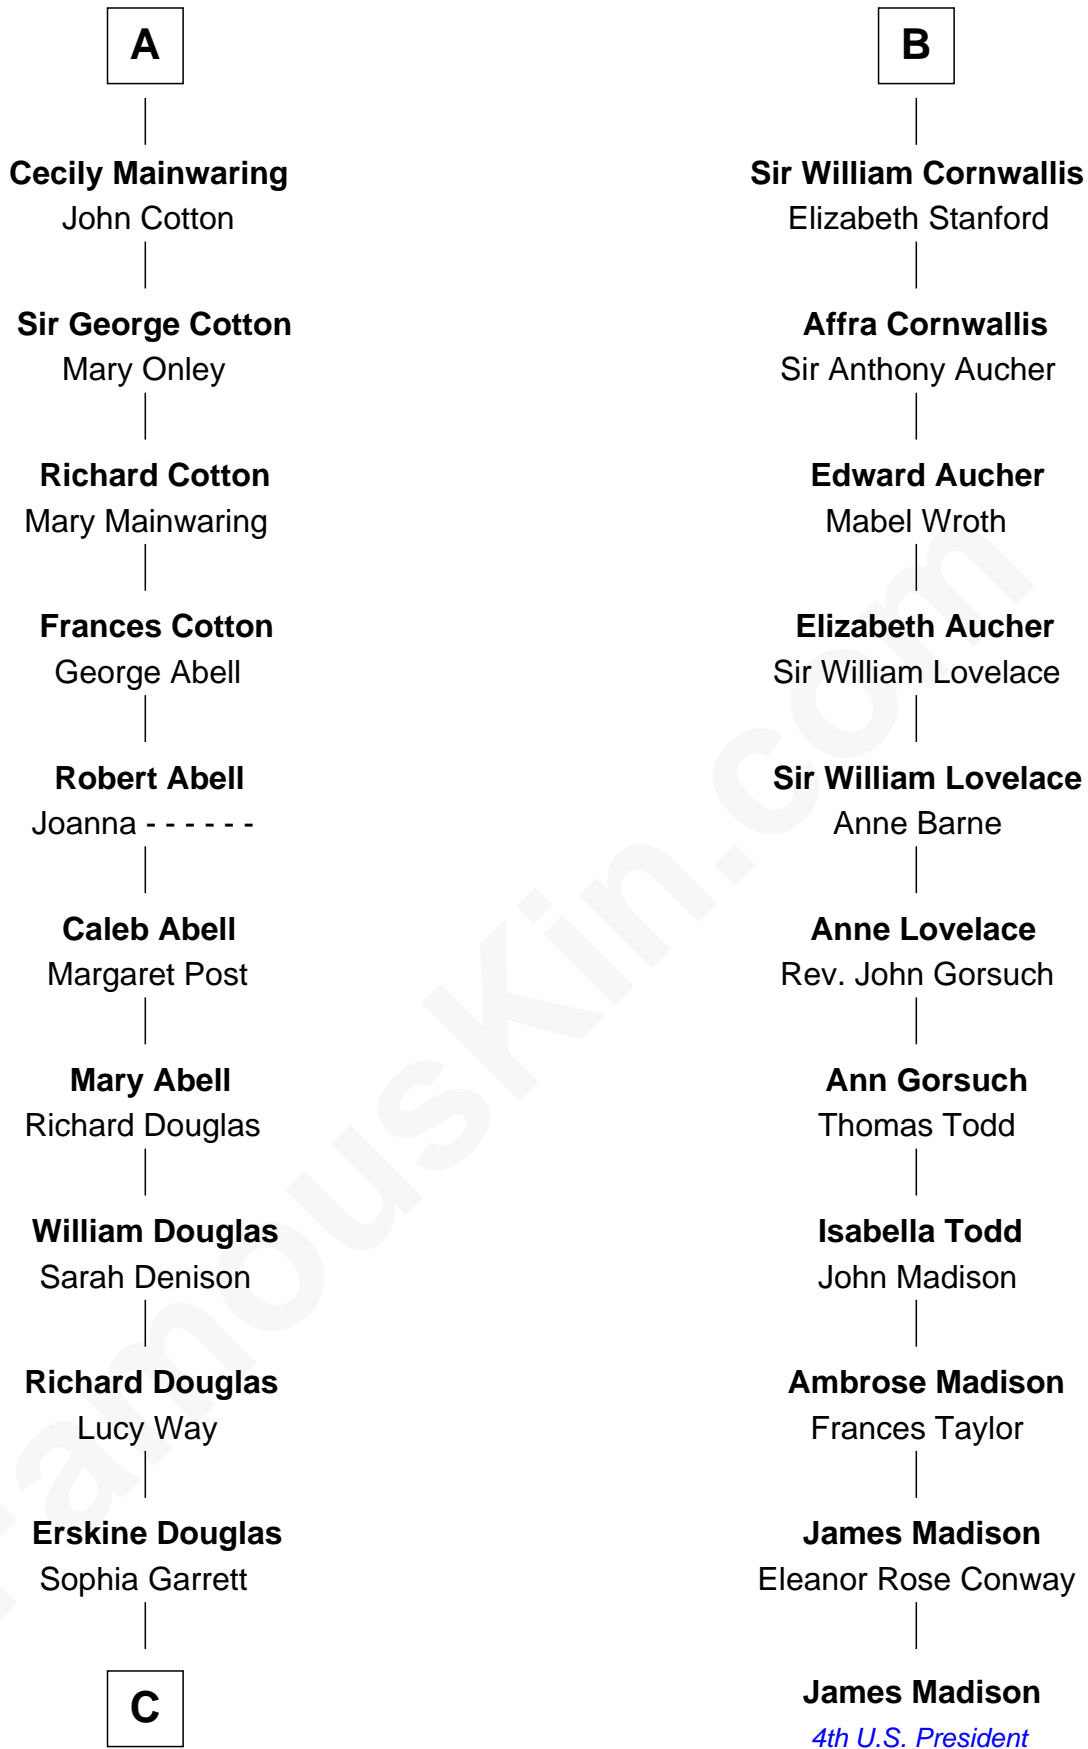 A
Cecily Mainwaring
John Cotton
Sir George Cotton
Mary Onley
Richard Cotton
Mary Mainwaring
Frances Cotton
George Abell
Robert Abell
Joanna - - - - - -
Caleb Abell
Margaret Post
Mary Abell
Richard Douglas
William Douglas
Sarah Denison
Richard Douglas
Lucy Way
Erskine Douglas
Sophia Garrett
C
B
Sir William Cornwallis
Elizabeth Stanford
Affra Cornwallis
Sir Anthony Aucher
Edward Aucher
Mabel Wroth
Elizabeth Aucher
Sir William Lovelace
Sir William Lovelace
Anne Barne
Anne Lovelace
Rev. John Gorsuch
Ann Gorsuch
Thomas Todd
Isabella Todd
John Madison
Ambrose Madison
Frances Taylor
James Madison
Eleanor Rose Conway
James Madison
4th U.S. President
FamousKin.com